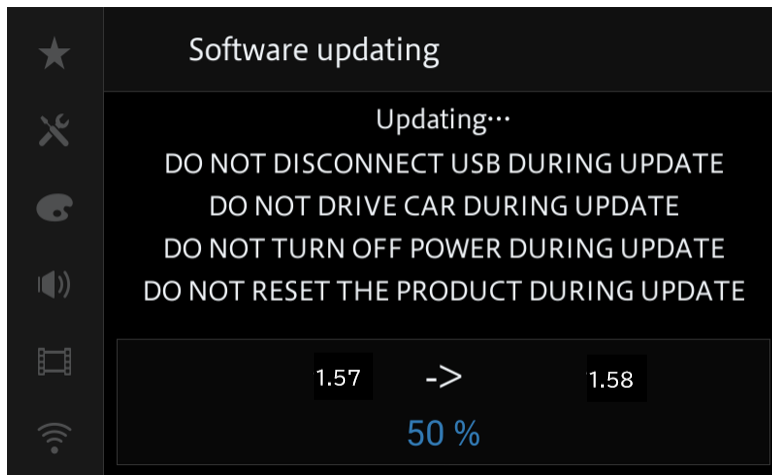 Software updating
Updating···
DO NOT DISCONNECT USB DURING UPDATE
DO NOT DRIVE CAR DURING UPDATE
DO NOT TURN OFF POWER DURING UPDATE
DO NOT RESET THE PRODUCT DURING UPDATE
1.57 -> 1.58
50 %